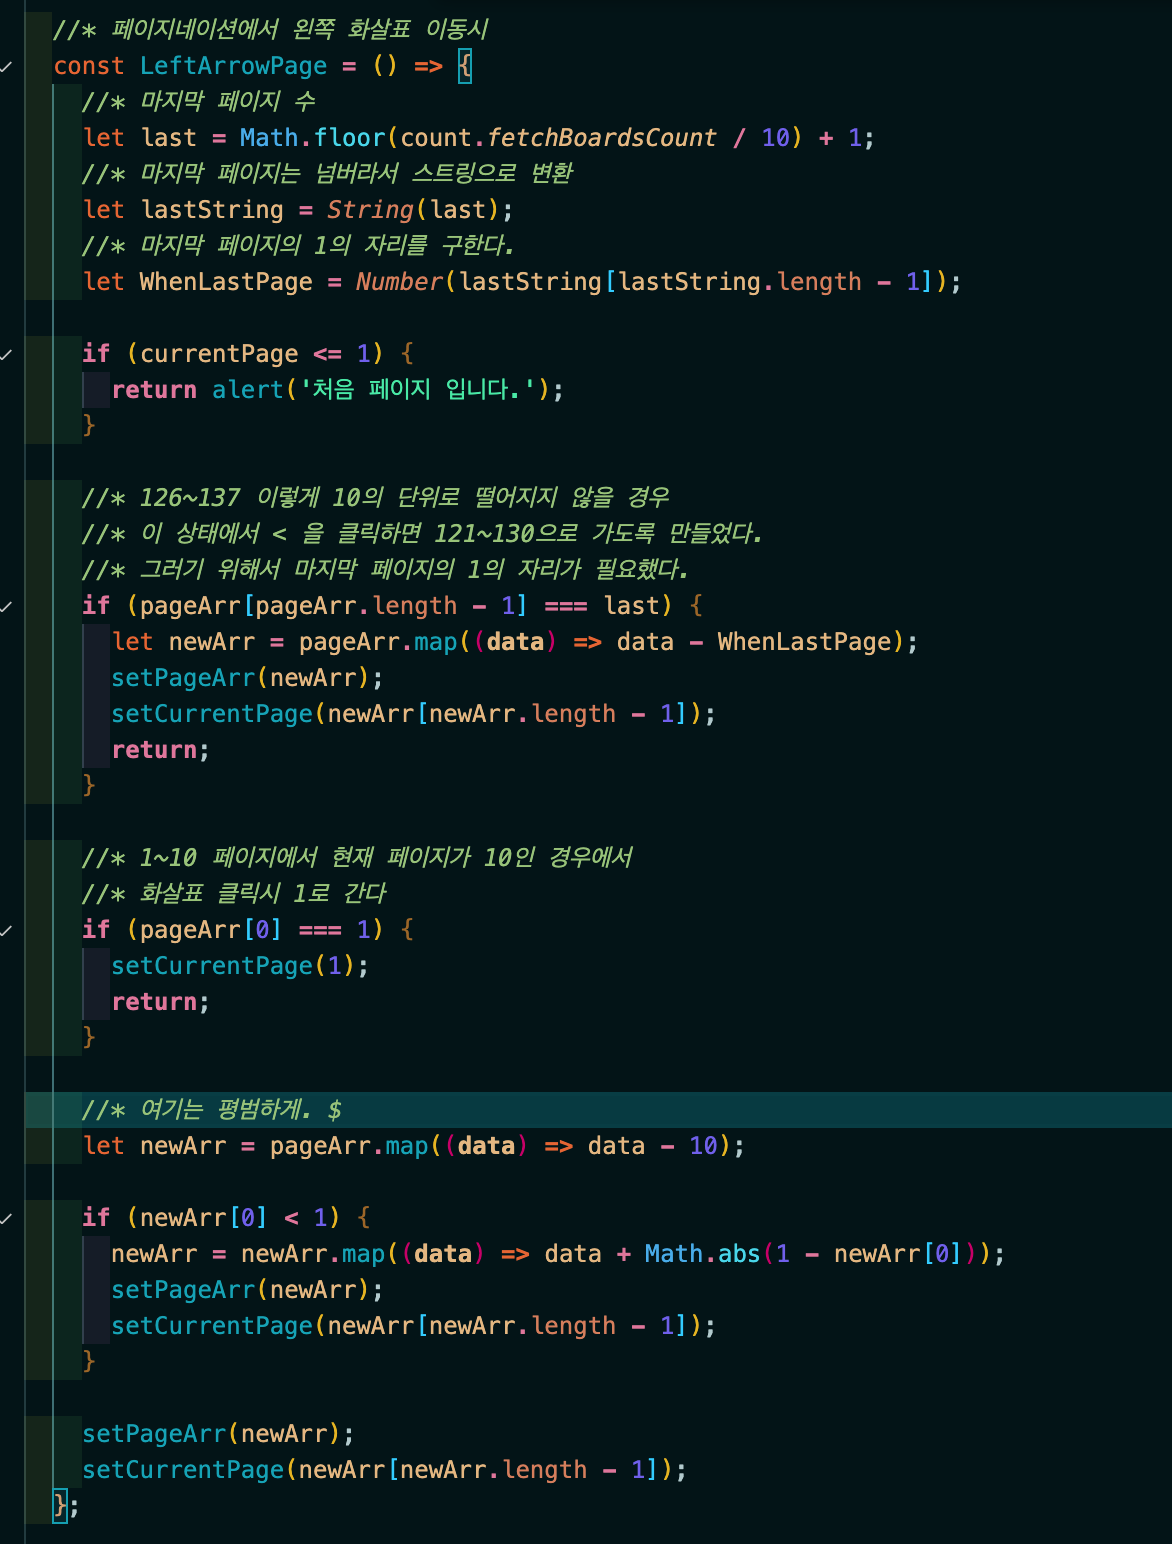 //* 페이지네이션에서 왼쪽 화살표 이동시
const LeftArrowPage = () => {
//* 마지막 페이지 수
let last = Math.floor(count.fetchBoardsCount / 10) + 1;
//* 마지막 페이지는 넘버라서 스트링으로 변환
let lastString = String(last);
//* 마지막 페이지의 1의 자리를 구한다.
let WhenLastPage = Number(lastString[lastString.length - 1]);
if (currentPage <= 1) {
return alert('처음 페이지 입니다.');
}
//* 126~137 이렇게 10의 단위로 떨어지지 않을 경우
//* 이 상태에서 < 을 클릭하면 121~130으로 가도록 만들었다.
//* 그러기 위해서 마지막 페이지의 1의 자리가 필요했다.
if (pageArr[pageArr.length - 1] === last) {
let newArr = pageArr.map((data) => data - WhenLastPage);
setPageArr(newArr);
setCurrentPage(newArr[newArr.length - 1]);
return;
}
//* 1~10 페이지에서 현재 페이지가 10인 경우에서
//* 화살표 클릭시 1로 간다
if (pageArr[0] === 1) {
setCurrentPage(1);
return;
}
//* 여기는 평범하게. $
let newArr = pageArr.map((data) => data - 10);
if (newArr[0] < 1) {
newArr = newArr.map((data) => data + Math.abs(1 - newArr[0]));
setPageArr(newArr);
setCurrentPage(newArr[newArr.length - 1]);
}
setPageArr(newArr);
setCurrentPage(newArr[newArr.length - 1]);
};